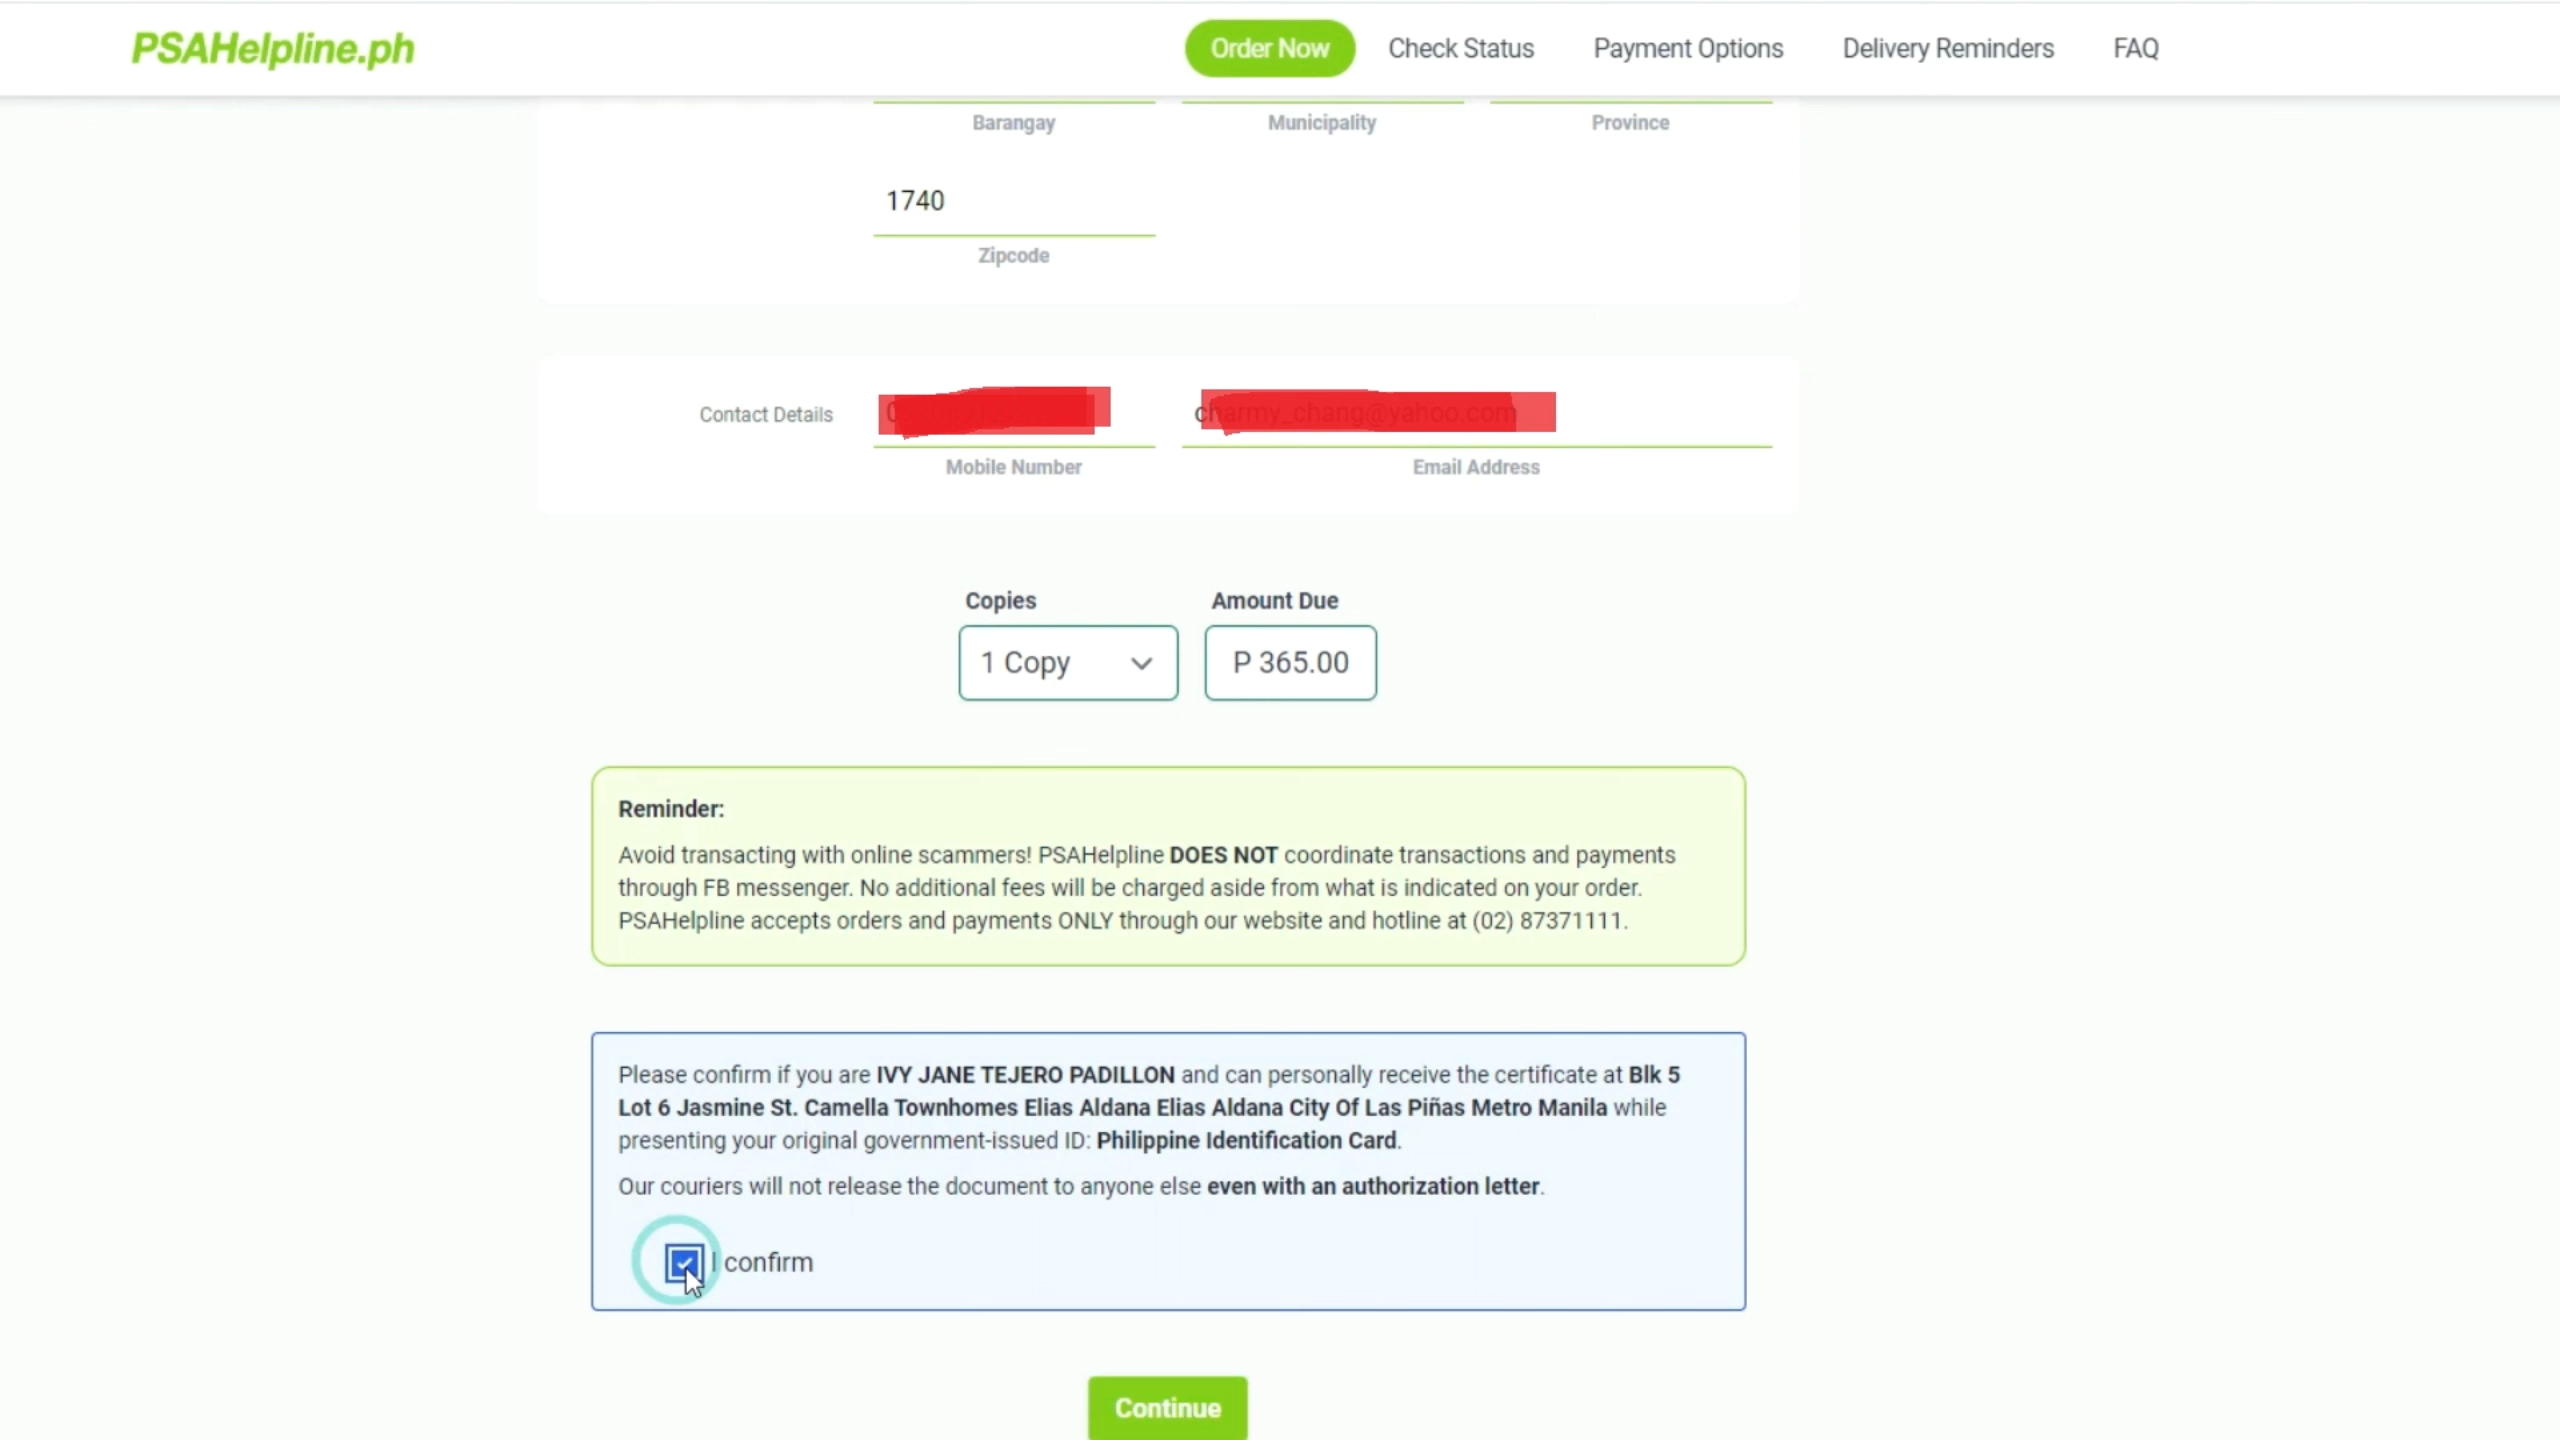 PSAHelpline.ph
Order Now
Check Status
Payment Options
Delivery Reminders
FAQ
Barangay
Municipality
Province
1740
Zipcode
Contact Details
Mobile Number
Email Address
Copies
Amount Due
1 Copy
P 365.00
Reminder:
Avoid transacting with online scammers! PSAHelpline DOES NOT coordinate transactions and payments
through FB messenger. No additional fees will be charged aside from what is indicated on your order.
PSAHelpline accepts orders and payments ONLY through our website and hotline at (02) 87371111.
Please confirm if you are IVY JANE TEJERO PADILLON and can personally receive the certificate at Blk 5
Lot 6 Jasmine St. Camella Townhomes Elias Aldana Elias Aldana City Of Las Piñas Metro Manila while
presenting your original government-issued ID: Philippine Identification Card.
Our couriers will not release the document to anyone else even with an authorization letter.
I confirm
Continue